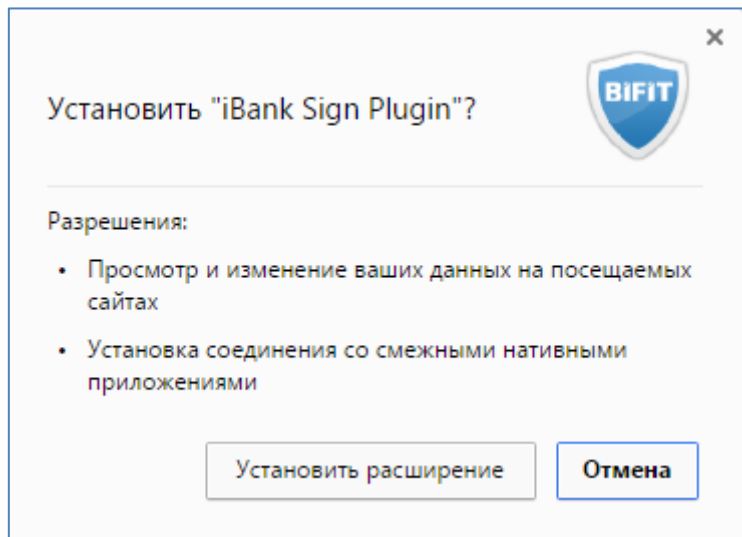 Установить "iBank Sign Plugin"?
BIFIT
Разрешения:
• Просмотр и изменение ваших данных на посещаемых
сайтах
• Установка соединения со смежными нативными
приложениями
Установить расширение
Отмена